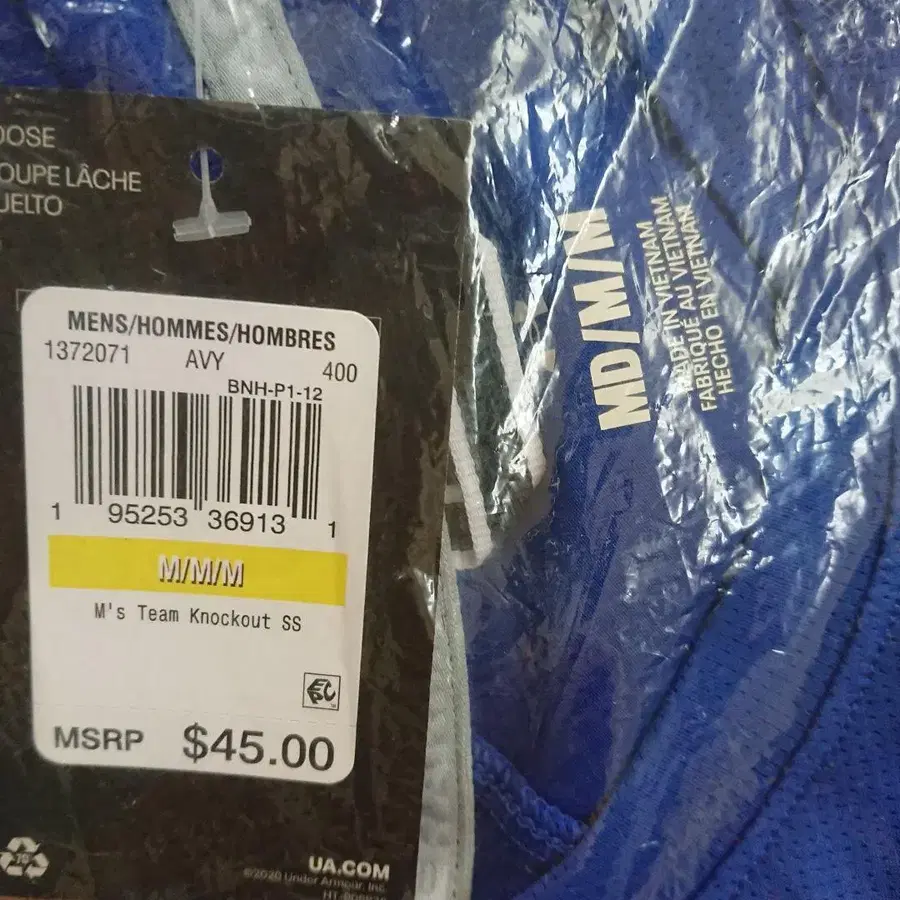 OOSE
OUPE LÂCHE
UELTO
MENS/HOMMES/HOMBRES
1372071 AVY 400
BNH-P1-12
1 95253 36913 1
M/M/M
M's Team Knockout SS
EPC
MSRP $45.00
UA.COM
©2020 Under Armour, Inc.
MD/M/M
MADE IN VIETNAM
FABRIQUÉ AU VIETNAM
HECHO EN VIETNAM